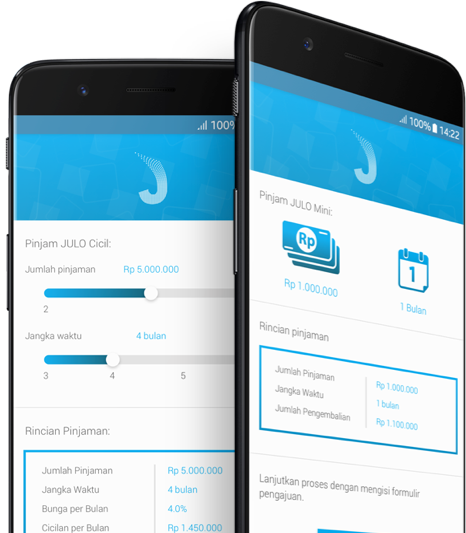 100%
Pinjam JULO Cicil:
Jumlah pinjaman Rp 5.000.000
2
Jangka waktu 4 bulan
3 4 5
Rincian Pinjaman:
Jumlah Pinjaman Rp 5.000.000
Jangka Waktu 4 bulan
Bunga per Bulan 4.0%
Cicilan per Bulan Rp 1.450.000
100% 14:22
Pinjam JULO Mini:
Rp
1
Rp 1.000.000
1 Bulan
Rincian pinjaman
Jumlah Pinjaman Rp 1.000.000
Jangka Waktu 1 bulan
Jumlah Pengembalian Rp 1.100.000
Lanjutkan proses dengan mengisi formulir
pengajuan.